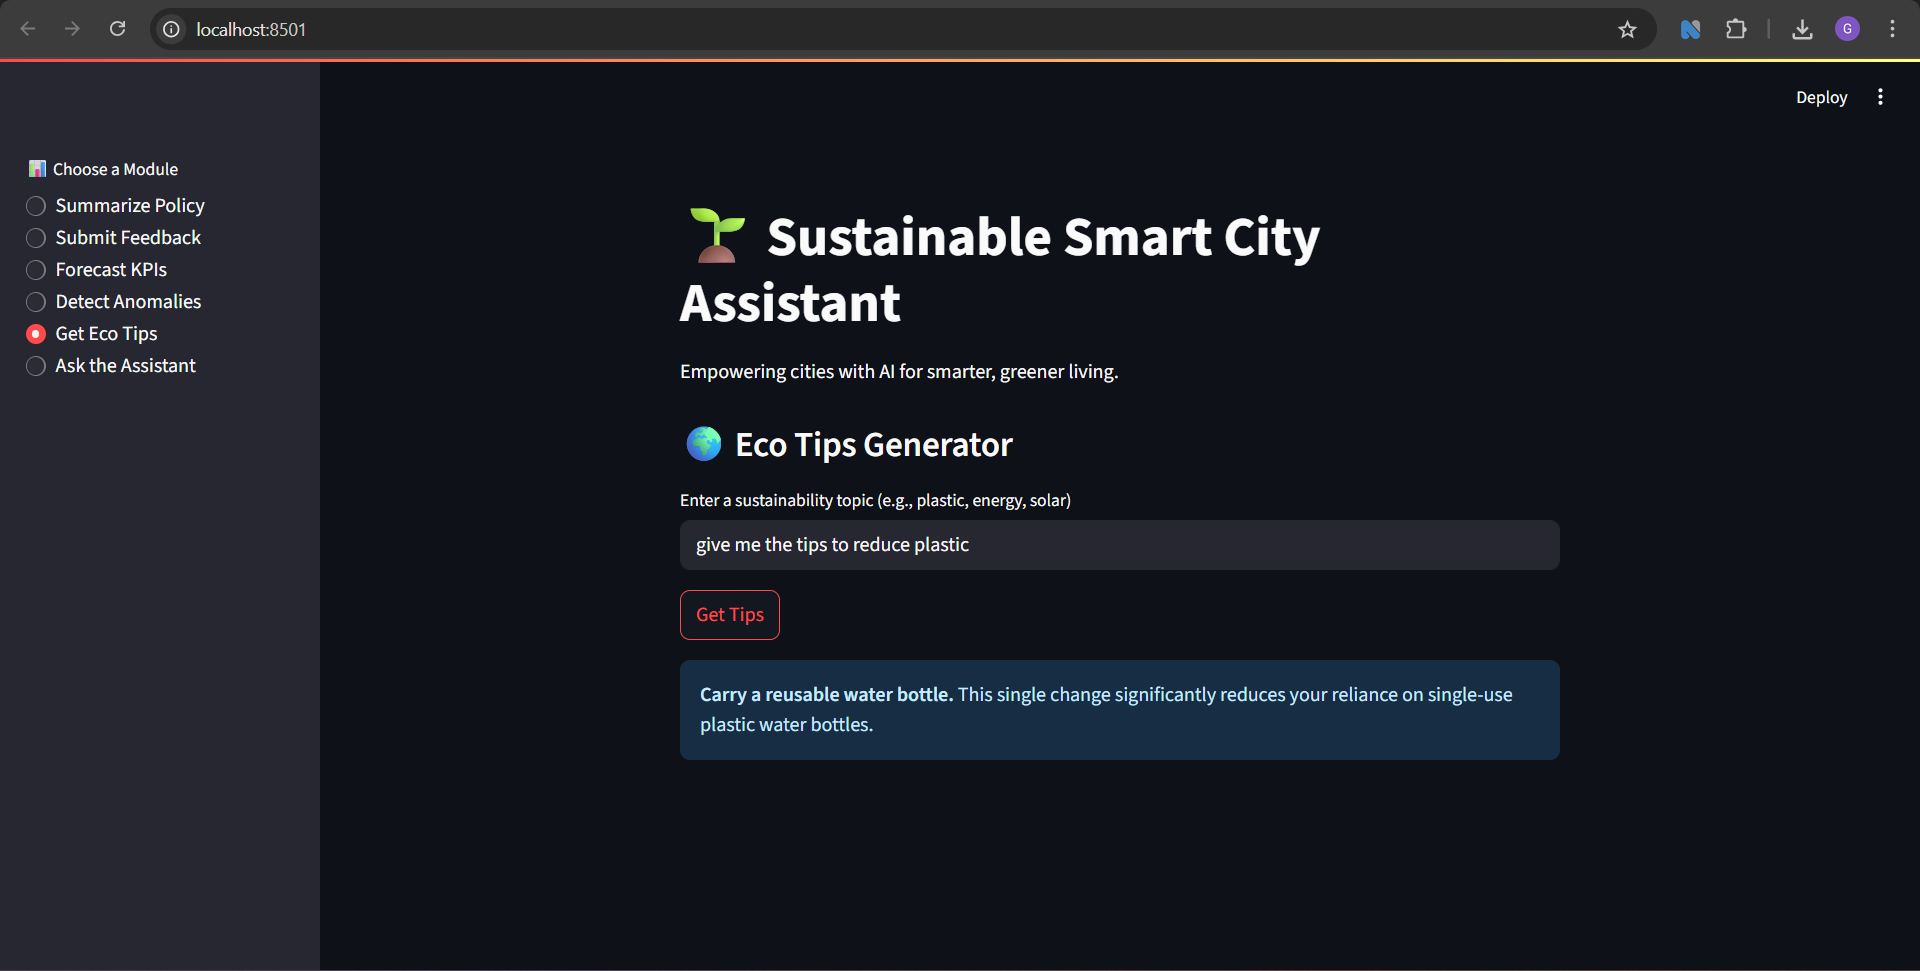 localhost:8501
G
Deploy
Choose a Module
Summarize Policy
Submit Feedback
Forecast KPIs
Detect Anomalies
Get Eco Tips
Ask the Assistant
Sustainable Smart City
Assistant
Empowering cities with AI for smarter, greener living.
Eco Tips Generator
Enter a sustainability topic (e.g., plastic, energy, solar)
give me the tips to reduce plastic
Get Tips
Carry a reusable water bottle. This single change significantly reduces your reliance on single-use
plastic water bottles.